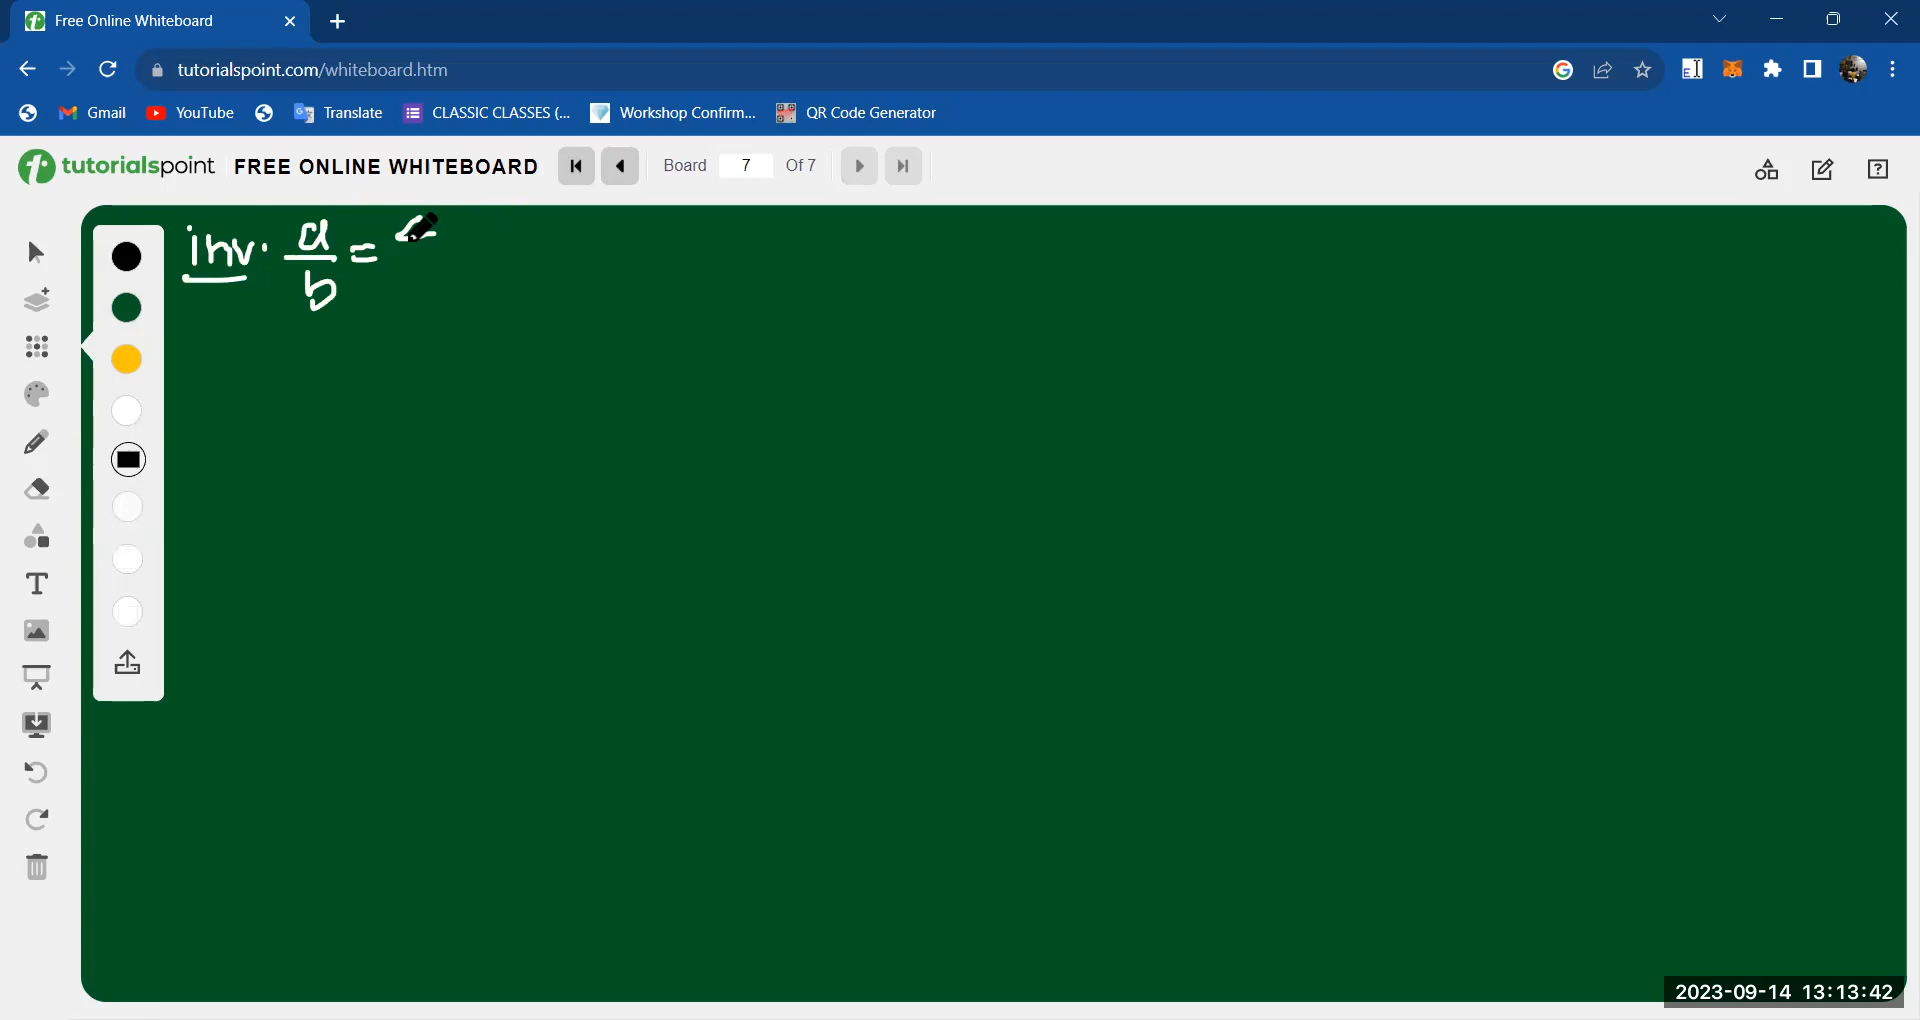 Free Online Whiteboard
tutorialspoint.com/whiteboard.htm
Gmail YouTube Translate CLASSIC CLASSES (... Workshop Confirm... QR Code Generator
tutorialspoint FREE ONLINE WHITEBOARD Board 7 Of 7
inv. a/b =
2023-09-14 13:13:42